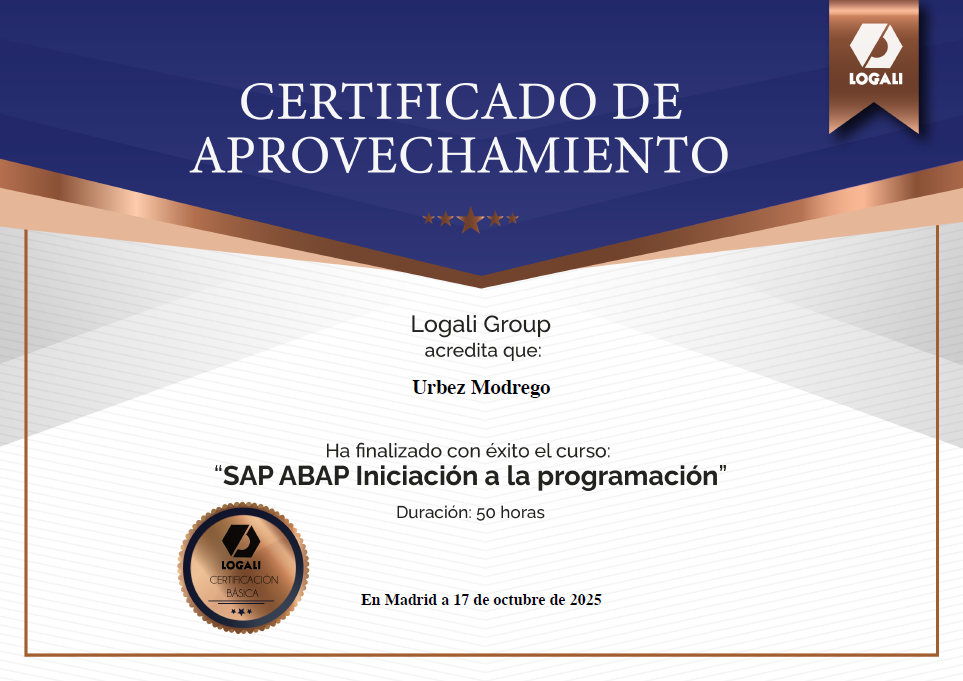 LOGALI
CERTIFICADO DE
APROVECHAMIENTO
Logali Group
acredita que:
Urbez Modrego
Ha finalizado con éxito el curso:
“SAP ABAP Iniciación a la programación”
Duración: 50 horas
LOGALI
CERTIFICACIÓN
BÁSICA
En Madrid a 17 de octubre de 2025